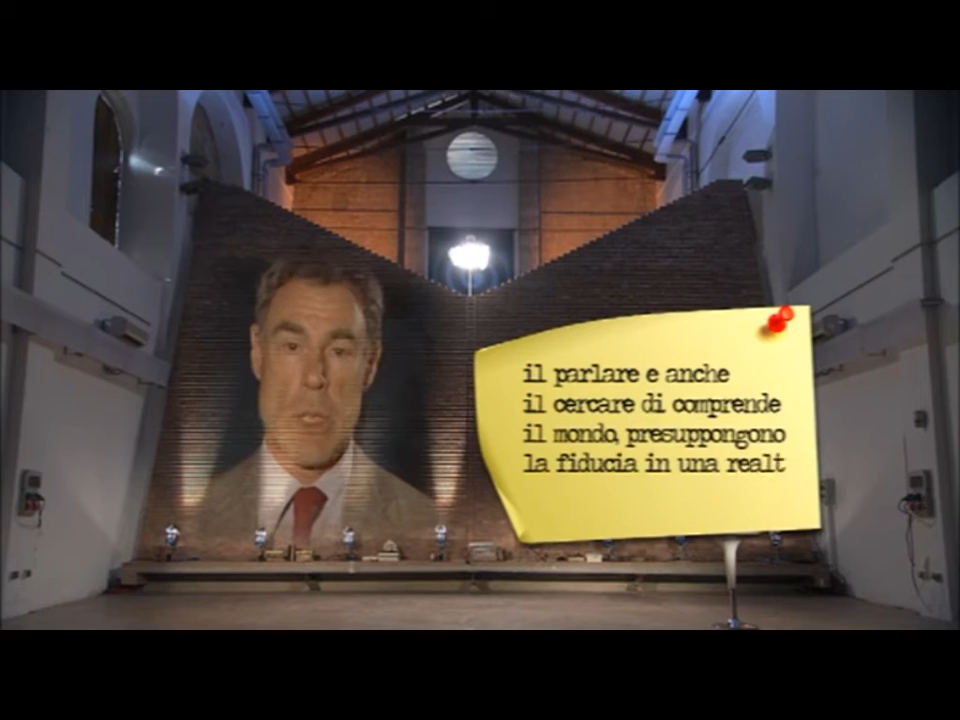 il parlare e anche
il cercare di comprende
il mondo, presuppongono
la fiducia in una realt